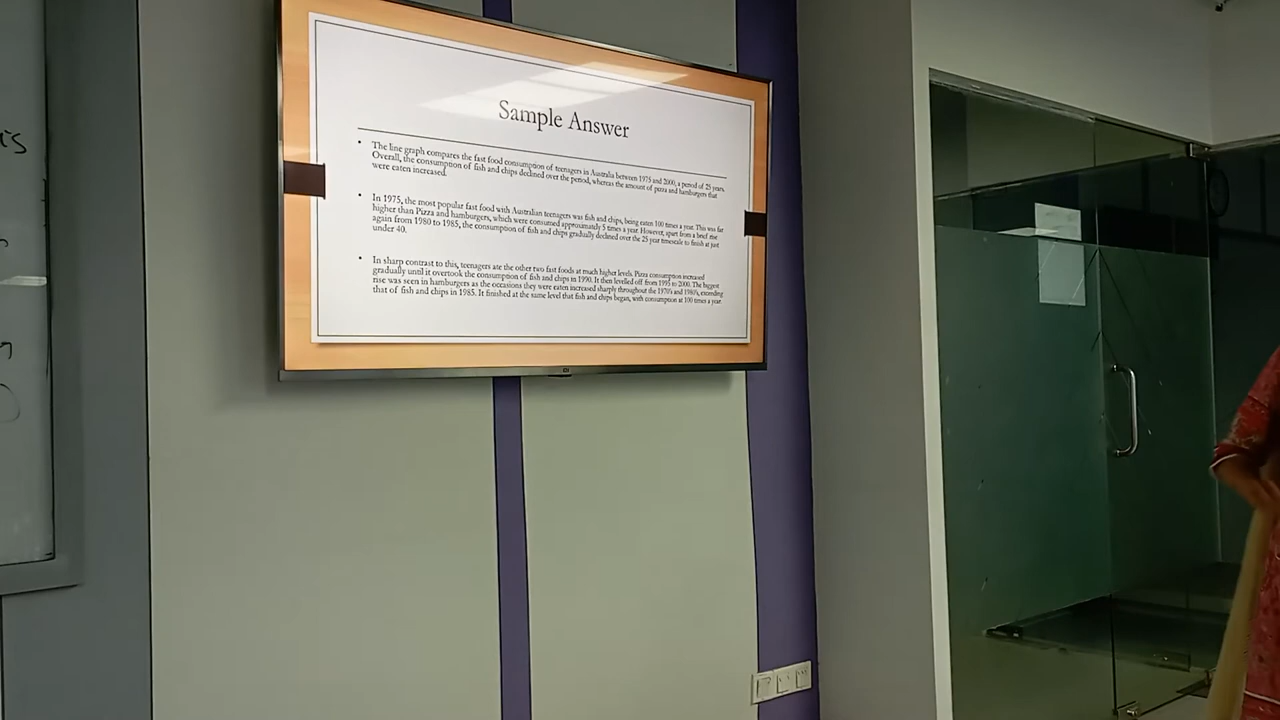 Sample Answer
• The line graph compares the fast food consumption of teenagers in Australia between 1975 and 2000, a period of 25 years.
Overall, the consumption of fish and chips declined over the period, whereas the amount of pizza and hamburgers that
were eaten increased.
• In 1975, the most popular fast food with Australian teenagers was fish and chips, being eaten 100 times a year. This was far
higher than Pizza and hamburgers, which were consumed approximately 5 times a year. However, apart from a brief rise
again from 1980 to 1985, the consumption of fish and chips gradually declined over the 25 year timescale to finish at just
under 40.
• In sharp contrast to this, teenagers ate the other two fast foods at much higher levels. Pizza consumption increased
gradually until it overtook the consumption of fish and chips in 1990. It then levelled off from 1995 to 2000. The biggest
rise was seen in hamburgers as the occasions they were eaten increased sharply throughout the 1970's and 1980's, exceeding
that of fish and chips in 1985. It finished at the same level that fish and chips began, with consumption at 100 times a year.